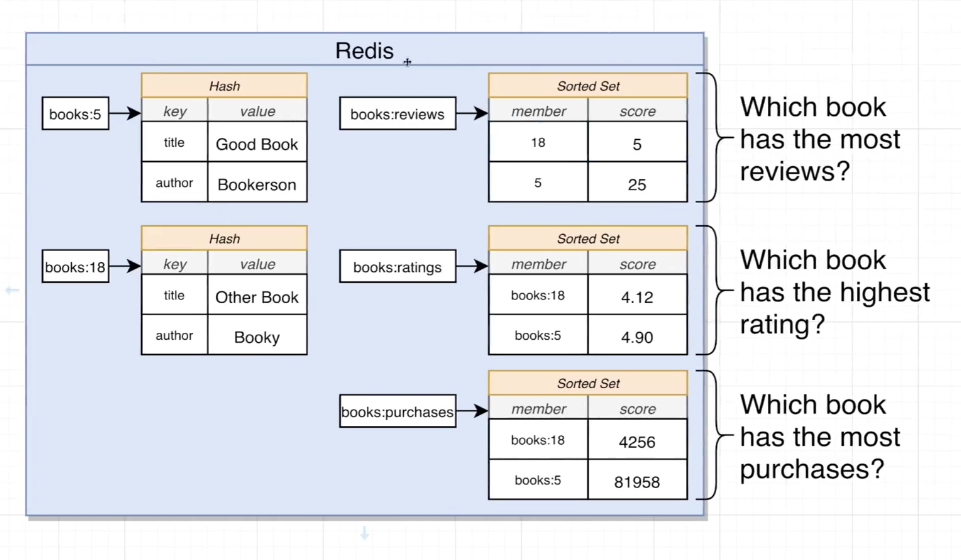 Redis
Hash
key value
title Good Book
author Bookerson
books:5
books:reviews
Sorted Set
member score
18 5
5 25
Which book
has the most
reviews?
books:18
Hash
key value
title Other Book
author Booky
books:ratings
Sorted Set
member score
books:18 4.12
books:5 4.90
Which book
has the highest
rating?
books:purchases
Sorted Set
member score
books:18 4256
books:5 81958
Which book
has the most
purchases?